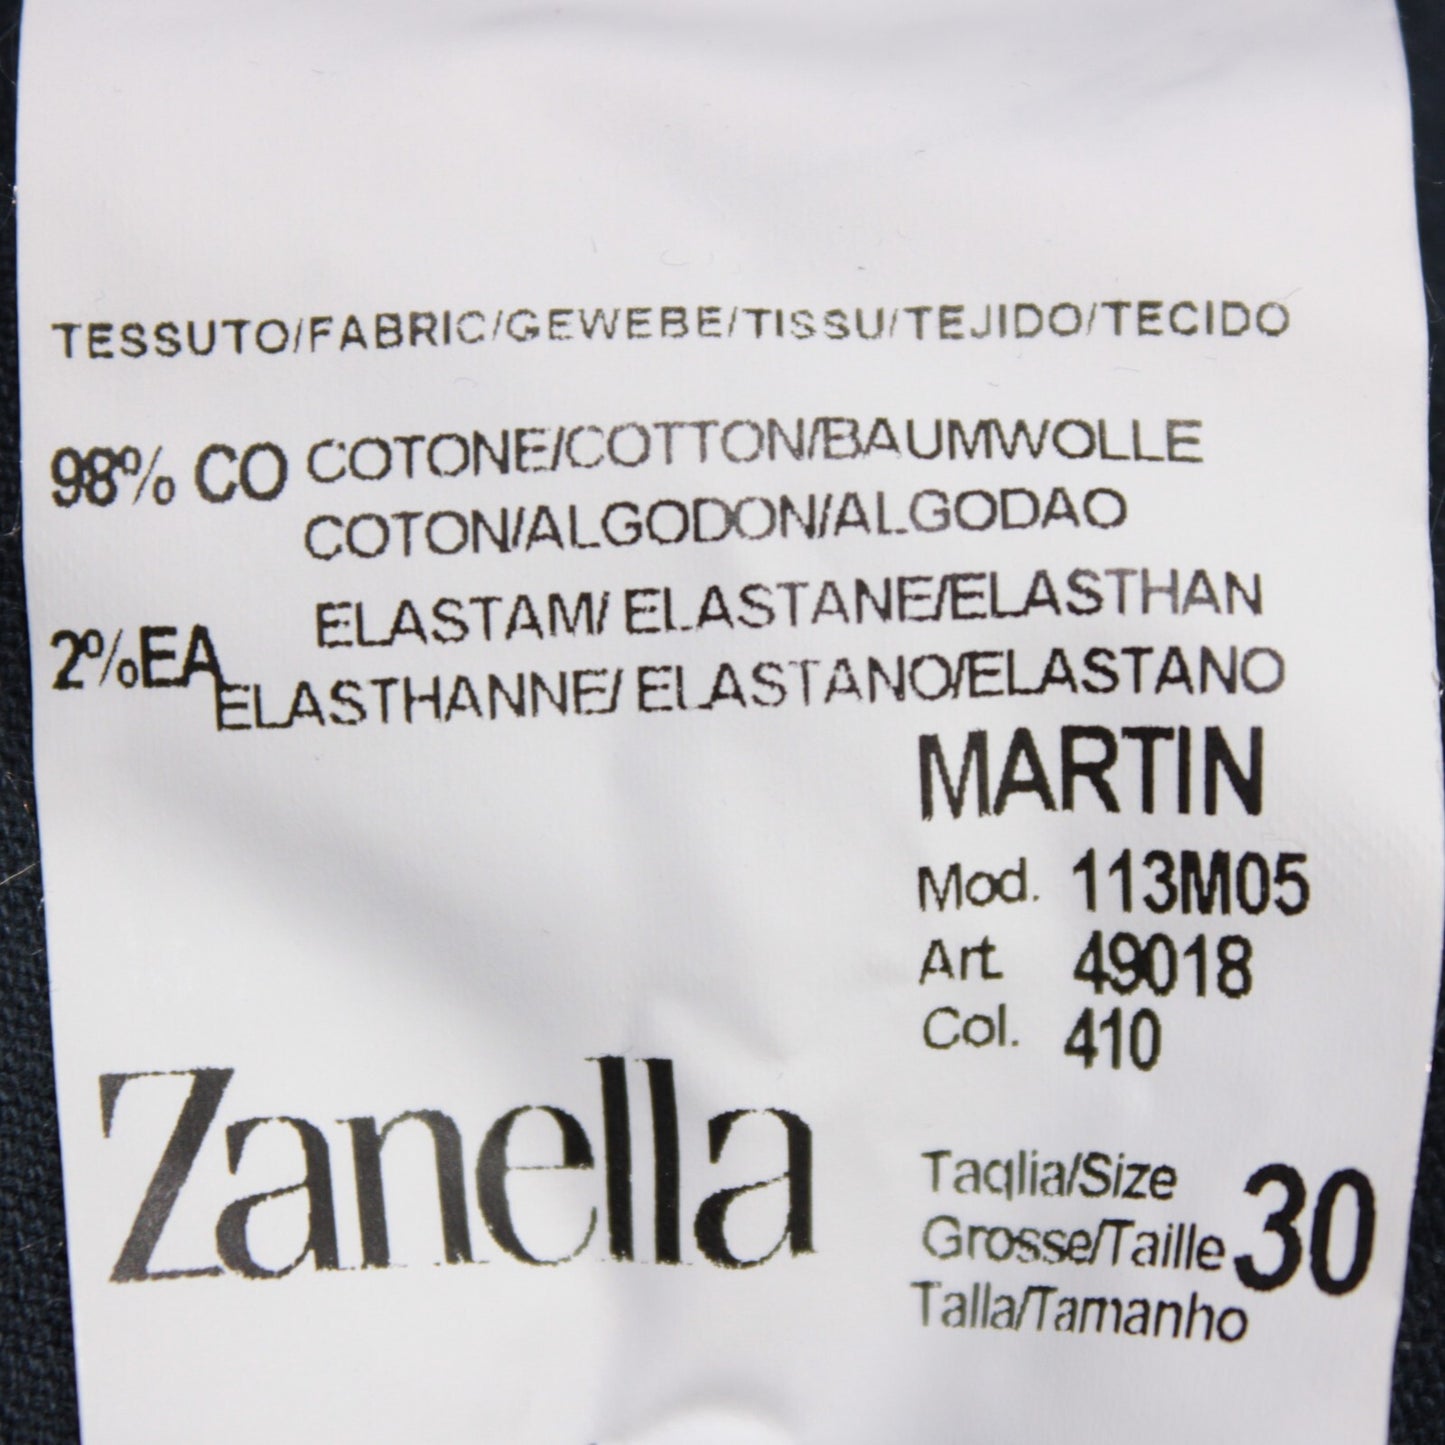 TESSUTO/FABRIC/GEWEBE/TISSU/TEJIDO/TECIDO
98% CO COTONE/COTTON/BAUMWOLLE
COTON/ALGODON/ALGODAO
ELASTAM/ ELASTANE/ELASTHAN
2%EA
ELASTHANNE/ ELASTANO/ELASTANO
MARTIN
Mod. 113M05
Art. 49018
Col. 410
Zanella
Taglia/Size
Grosse/Taille 30
Talla/Tamanho